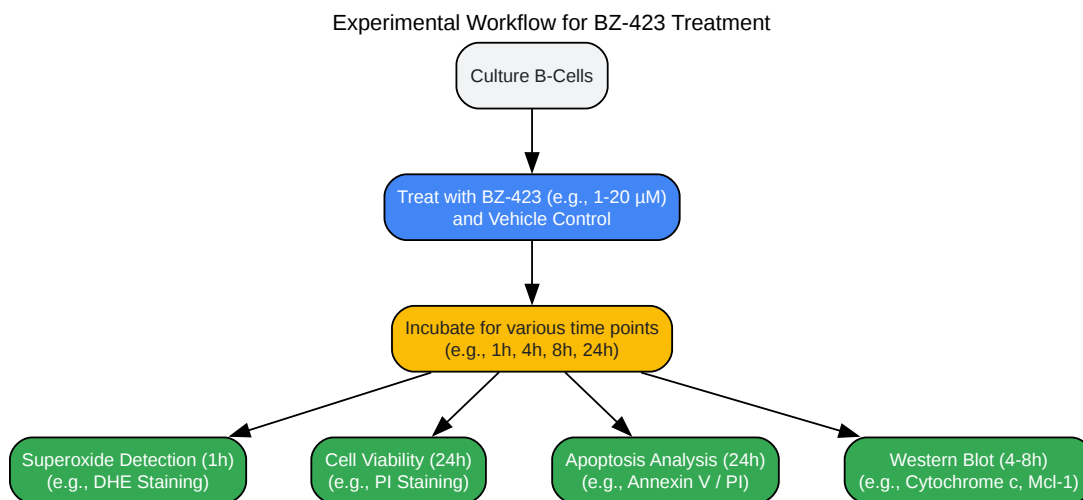 Experimental Workflow for BZ-423 Treatment
Culture B-Cells
Treat with BZ-423 (e.g., 1-20 µM)
and Vehicle Control
Incubate for various time points
(e.g., 1h, 4h, 8h, 24h)
Superoxide Detection (1h)
(e.g., DHE Staining)
Cell Viability (24h)
(e.g., PI Staining)
Apoptosis Analysis (24h)
(e.g., Annexin V / PI)
Western Blot (4-8h)
(e.g., Cytochrome c, Mcl-1)